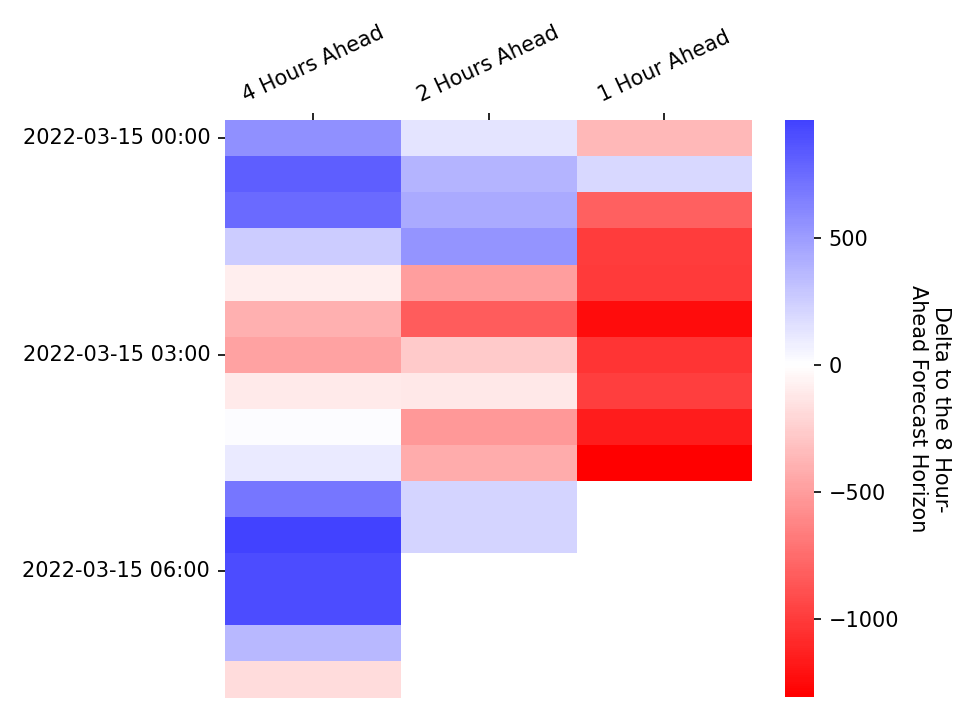 4 Hours Ahead
2 Hours Ahead
1 Hour Ahead
2022-03-15 00:00
2022-03-15 03:00
2022-03-15 06:00
500
0
−500
−1000
Delta to the 8 Hour-
Ahead Forecast Horizon